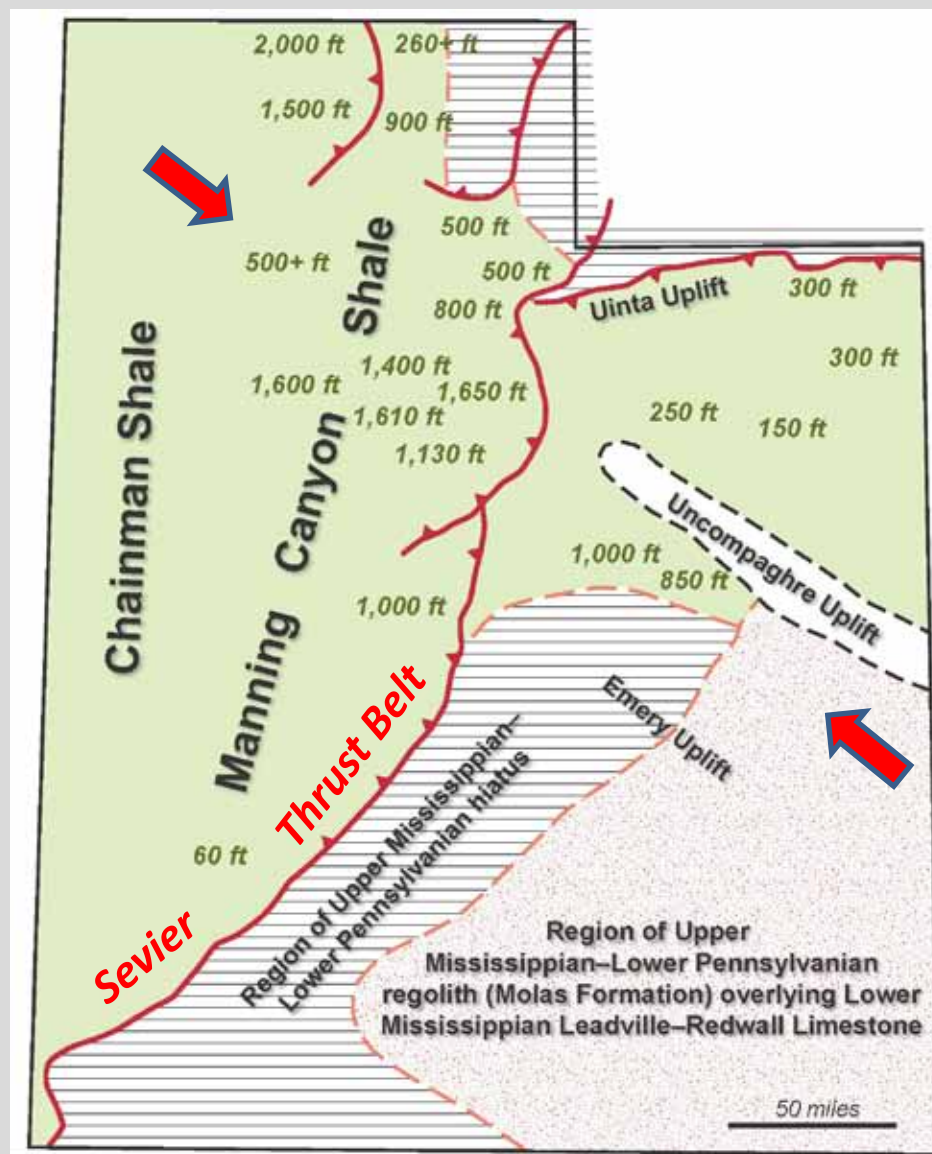 2,000 ft
260+ ft
1,500 ft
900 ft
500 ft
500+ ft
500 ft
Uinta Uplift
300 ft
800 ft
300 ft
1,400 ft
1,600 ft
1,650 ft
1,610 ft
250 ft
150 ft
1,130 ft
Chainman Shale
Manning Canyon Shale
Uncompaghre Uplift
1,000 ft
850 ft
1,000 ft
Emery Uplift
Sevier Thrust Belt
60 ft
Region of Upper Mississippian–
Lower Pennsylvanian hiatus
Region of Upper
Mississippian–Lower Pennsylvanian
regolith (Molas Formation) overlying Lower
Mississippian Leadville–Redwall Limestone
50 miles